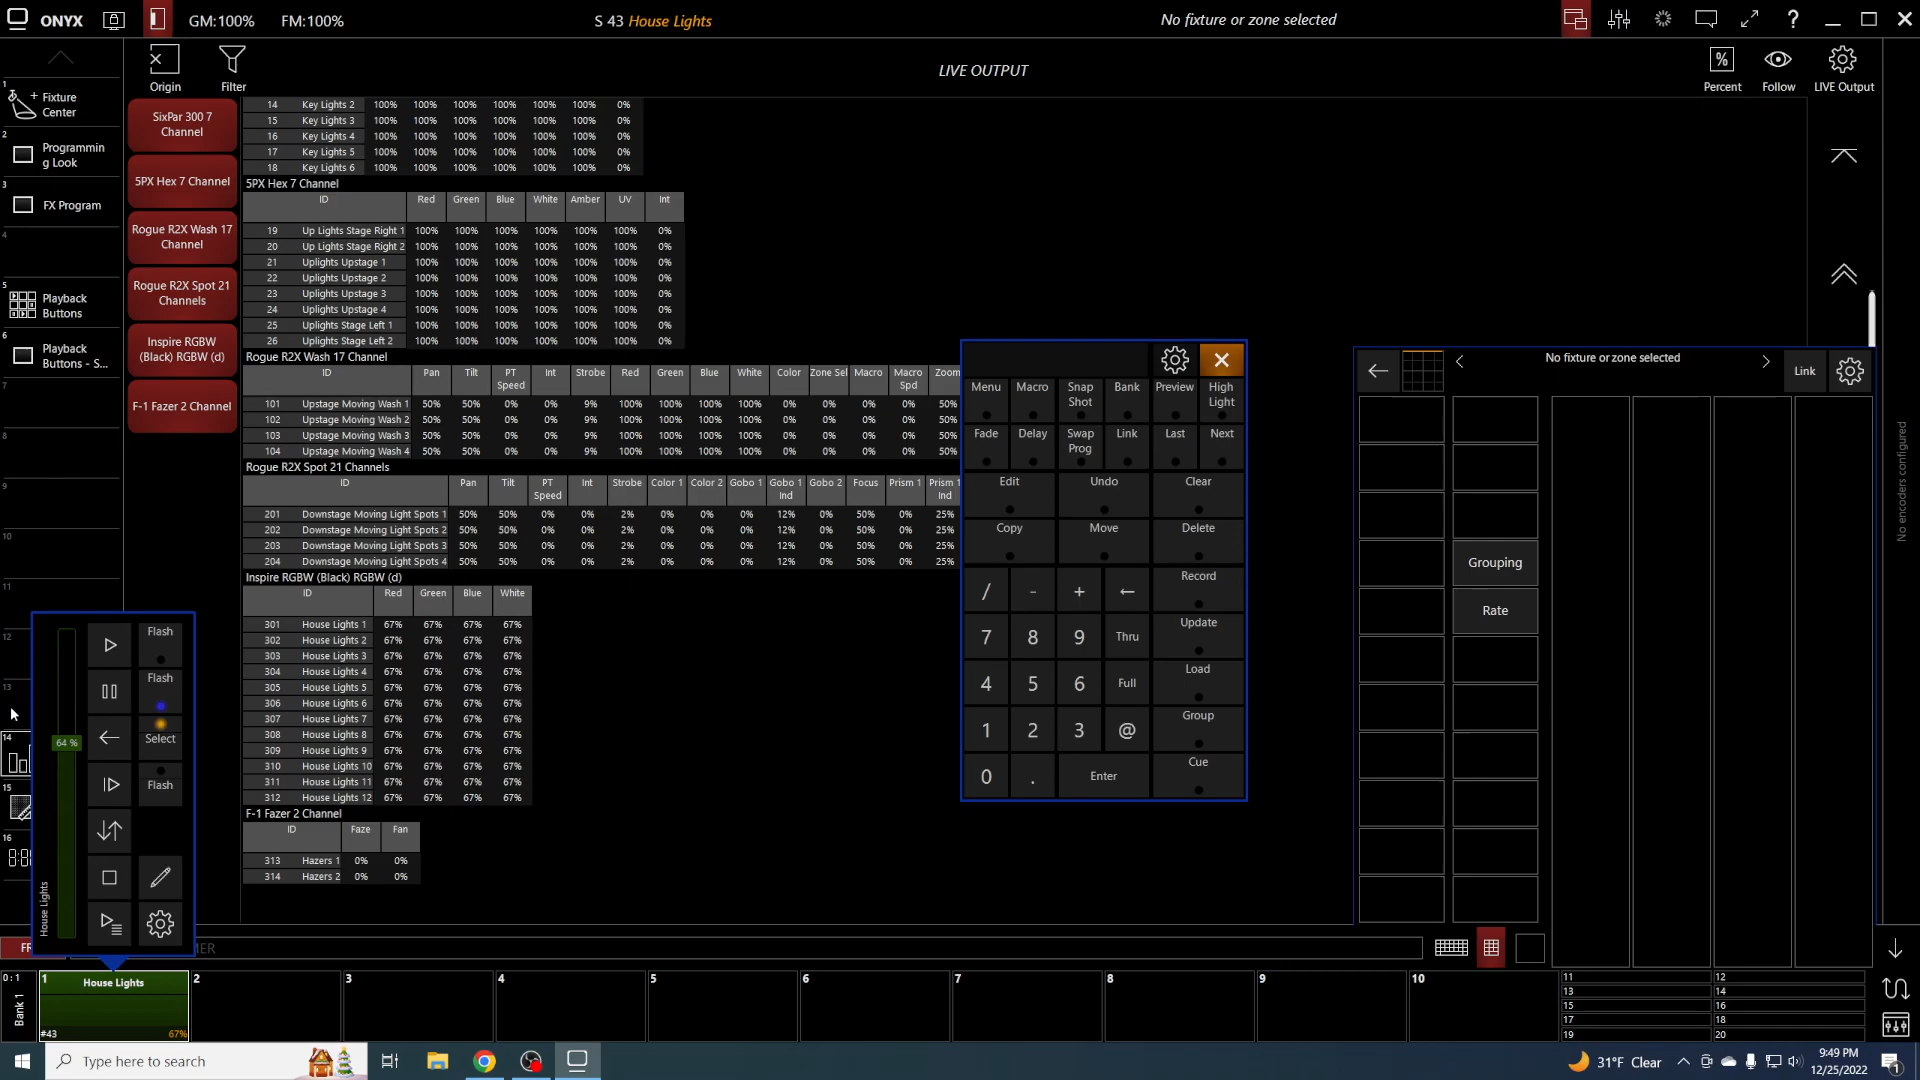 ONYX GM:100% FM:100% S 43 House Lights No fixture or zone selected
Origin Filter LIVE OUTPUT % Percent Follow LIVE Output
1 Fixture Center
2 Programmin
g Look
3 FX Program
4
5 Playback
Buttons
6 Playback
Buttons - S...
7
8
9
10
11
12
13
14
15
16
SixPar 300 7
Channel
5PX Hex 7 Channel
Rogue R2X Wash 17
Channel
Rogue R2X Spot 21
Channels
Inspire RGBW
(Black) RGBW (d)
F-1 Fazer 2 Channel
14 Key Lights 2 100% 100% 100% 100% 100% 100% 0%
15 Key Lights 3 100% 100% 100% 100% 100% 100% 0%
16 Key Lights 4 100% 100% 100% 100% 100% 100% 0%
17 Key Lights 5 100% 100% 100% 100% 100% 100% 0%
18 Key Lights 6 100% 100% 100% 100% 100% 100% 0%
5PX Hex 7 Channel
ID Red Green Blue White Amber UV Int
19 Up Lights Stage Right 1 100% 100% 100% 100% 100% 100% 0%
20 Up Lights Stage Right 2 100% 100% 100% 100% 100% 100% 0%
21 Uplights Upstage 1 100% 100% 100% 100% 100% 100% 0%
22 Uplights Upstage 2 100% 100% 100% 100% 100% 100% 0%
23 Uplights Upstage 3 100% 100% 100% 100% 100% 100% 0%
24 Uplights Upstage 4 100% 100% 100% 100% 100% 100% 0%
25 Uplights Stage Left 1 100% 100% 100% 100% 100% 100% 0%
26 Uplights Stage Left 2 100% 100% 100% 100% 100% 100% 0%
Rogue R2X Wash 17 Channel
ID Pan Tilt PT Speed Int Strobe Red Green Blue White Color Zone Sel Macro Macro Spd Zoom
101 Upstage Moving Wash 1 50% 50% 0% 0% 9% 100% 100% 100% 100% 0% 0% 0% 0% 50%
102 Upstage Moving Wash 2 50% 50% 0% 0% 9% 100% 100% 100% 100% 0% 0% 0% 0% 50%
103 Upstage Moving Wash 3 50% 50% 0% 0% 9% 100% 100% 100% 100% 0% 0% 0% 0% 50%
104 Upstage Moving Wash 4 50% 50% 0% 0% 9% 100% 100% 100% 100% 0% 0% 0% 0% 50%
Rogue R2X Spot 21 Channels
ID Pan Tilt PT Speed Int Strobe Color 1 Color 2 Gobo 1 Gobo 1 Ind Gobo 2 Focus Prism 1 Prism 1 Ind
201 Downstage Moving Light Spots 1 50% 50% 0% 0% 2% 0% 0% 0% 12% 0% 50% 0% 25%
202 Downstage Moving Light Spots 2 50% 50% 0% 0% 2% 0% 0% 0% 12% 0% 50% 0% 25%
203 Downstage Moving Light Spots 3 50% 50% 0% 0% 2% 0% 0% 0% 12% 0% 50% 0% 25%
204 Downstage Moving Light Spots 4 50% 50% 0% 0% 2% 0% 0% 0% 12% 0% 50% 0% 25%
Inspire RGBW (Black) RGBW (d)
ID Red Green Blue White
301 House Lights 1 67% 67% 67% 67%
302 House Lights 2 67% 67% 67% 67%
303 House Lights 3 67% 67% 67% 67%
304 House Lights 4 67% 67% 67% 67%
305 House Lights 5 67% 67% 67% 67%
306 House Lights 6 67% 67% 67% 67%
307 House Lights 7 67% 67% 67% 67%
308 House Lights 8 67% 67% 67% 67%
309 House Lights 9 67% 67% 67% 67%
310 House Lights 10 67% 67% 67% 67%
311 House Lights 11 67% 67% 67% 67%
312 House Lights 12 67% 67% 67% 67%
F-1 Fazer 2 Channel
ID Faze Fan
313 Hazers 1 0% 0%
314 Hazers 2 0% 0%
Flash
Flash
64 % Select
Flash
House Lights
Menu Macro Snap Shot Bank Preview High Light
Fade Delay Swap Prog Link Last Next
Edit Undo Clear
Copy Move Delete
/ - + ← Record
7 8 9 Thru Update
4 5 6 Full Load
1 2 3 @ Group
0 . Enter Cue
No fixture or zone selected Link
Grouping
Rate
No encoders configured
FR MER
0:1 Bank 1
1 House Lights 2 3 4 5 6 7 8 9 10
#43 67%
11 12
13 14
15 16
17 18
19 20
Type here to search 31°F Clear 9:49 PM
12/25/2022 1